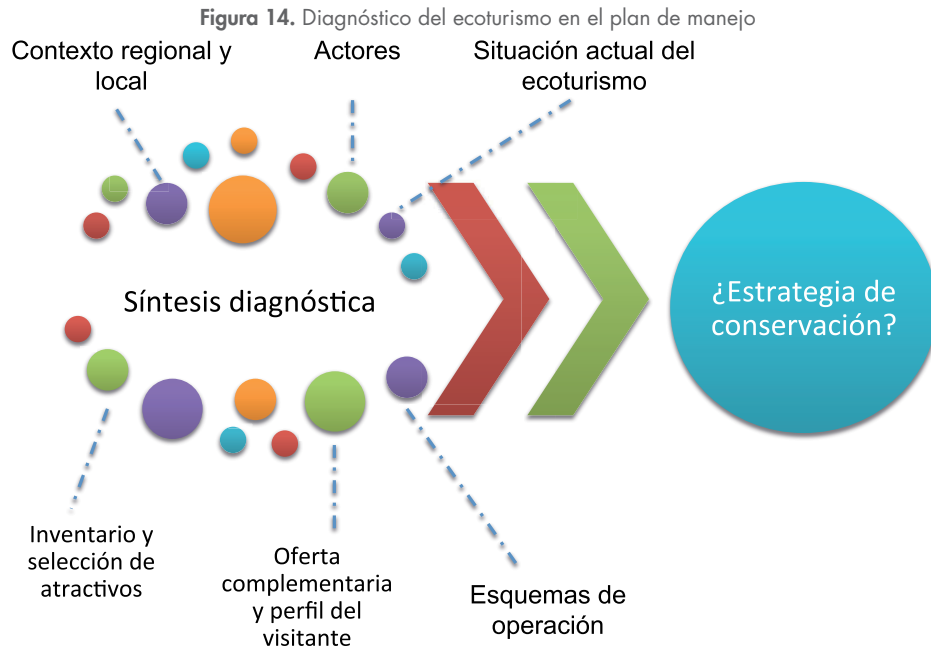 Figura 14. Diagnóstico del ecoturismo en el plan de manejo
Contexto regional y
local
Actores
Situación actual del
ecoturismo
Síntesis diagnóstica
¿Estrategia de
conservación?
Inventario y
selección de
atractivos
Oferta
complementaria
y perfil del
visitante
Esquemas de
operación